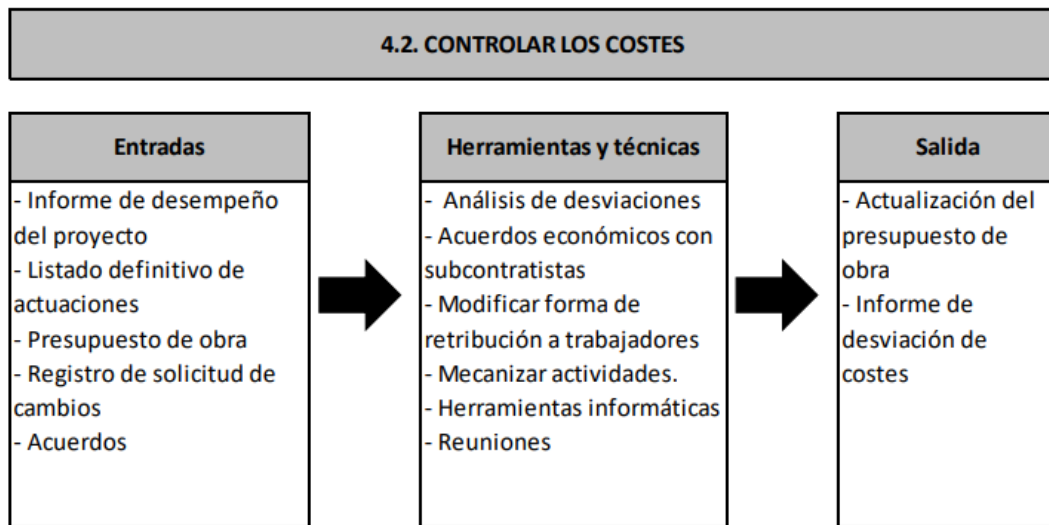 4.2. CONTROLAR LOS COSTES
Entradas
- Informe de desempeño
del proyecto
- Listado definitivo de
actuaciones
- Presupuesto de obra
- Registro de solicitud de
cambios
- Acuerdos
Herramientas y técnicas
- Análisis de desviaciones
- Acuerdos económicos con
subcontratistas
- Modificar forma de
retribución a trabajadores
- Mecanizar actividades.
- Herramientas informáticas
- Reuniones
Salida
- Actualización del
presupuesto de
obra
- Informe de
desviación de
costes